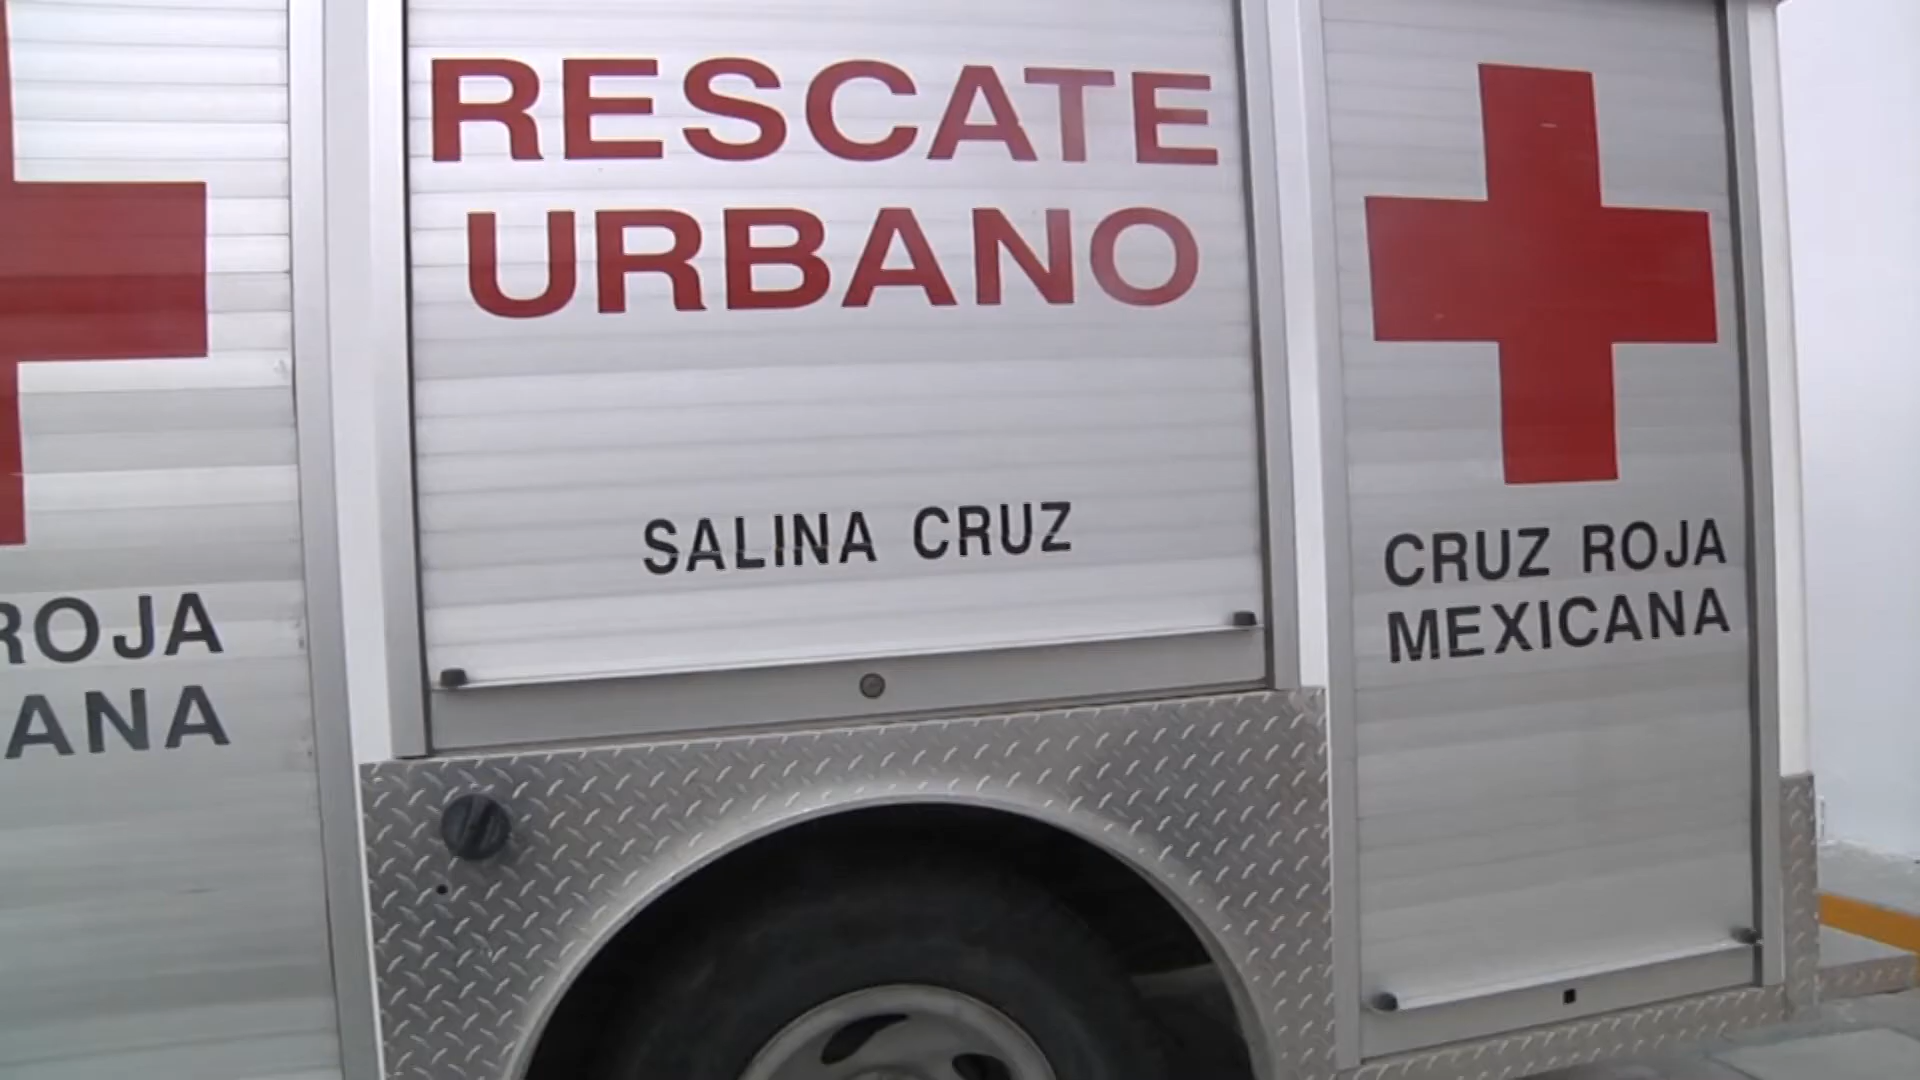 RESCATE
URBANO
SALINA CRUZ
CRUZ ROJA
MEXICANA
ROJA
ANA